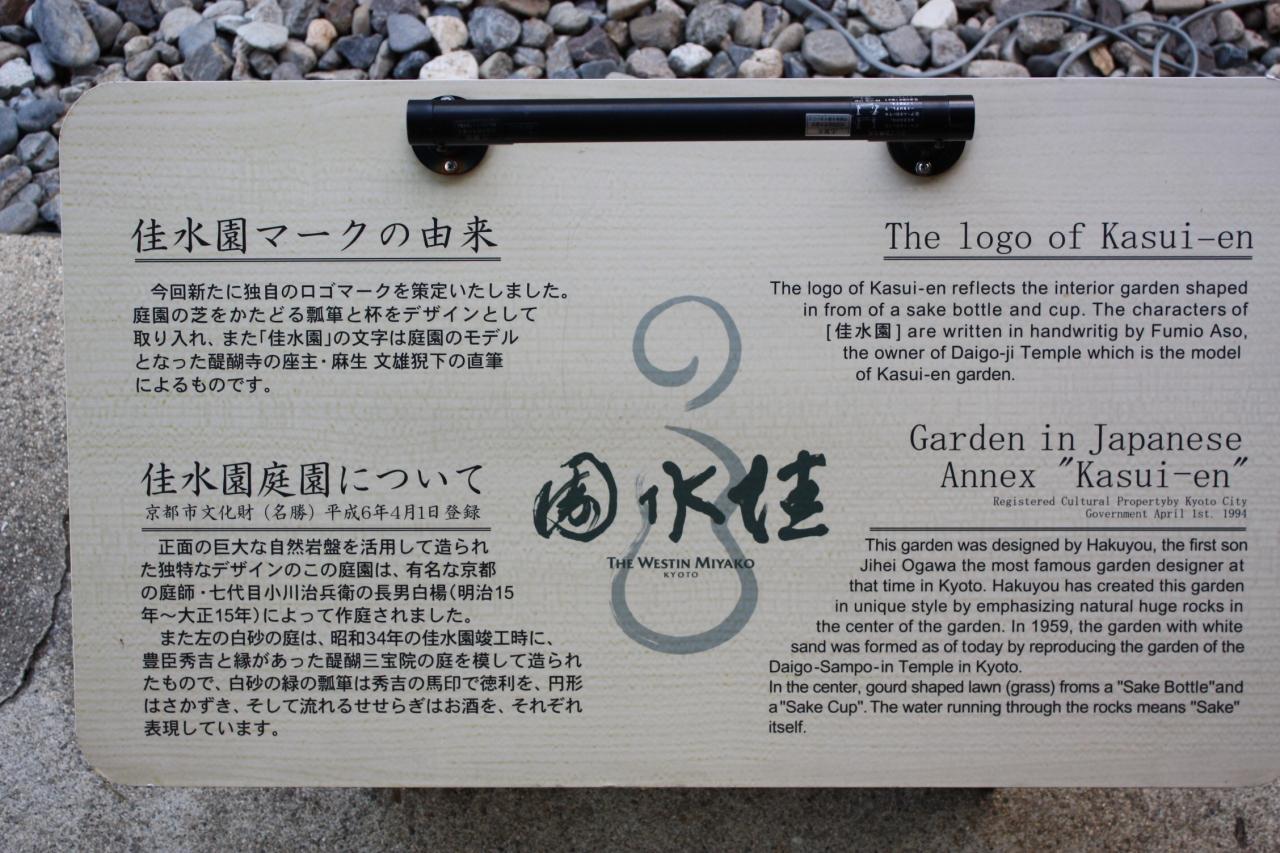 佳水園マークの由来
今回新たに独自のロゴマークを策定いたしました。
庭園の芝をかたどる瓢箪と杯をデザインとして
取り入れ、また「佳水園」の文字は庭園のモデル
となった醍醐寺の座主・麻生 文雄猊下の直筆
によるものです。
佳水園庭園について
京都市文化財（名勝）平成6年4月1日登録
正面の巨大な自然岩盤を活用して造られ
た独特なデザインのこの庭園は、有名な京都
の庭師・七代目小川治兵衛の長男白楊(明治15
年～大正15年)によって作庭されました。
また左の白砂の庭は、昭和34年の佳水園竣工時に、
豊臣秀吉と縁があった醍醐三宝院の庭を模して造られ
たもので、白砂の緑の瓢箪は秀吉の馬印で徳利を、円形
はさかずき、そして流れるせせらぎはお酒を、それぞれ
表現しています。
佳水園
THE WESTIN MIYAKO
KYOTO
The logo of Kasui-en
The logo of Kasui-en reflects the interior garden shaped
in from of a sake bottle and cup. The characters of
[佳水園] are written in handwritig by Fumio Aso,
the owner of Daigo-ji Temple which is the model
of Kasui-en garden.
Garden in Japanese
Annex "Kasui-en"
Registered Cultural Propertyby Kyoto City
Government April 1st. 1994
This garden was designed by Hakuyou, the first son
Jihei Ogawa the most famous garden designer at
that time in Kyoto. Hakuyou has created this garden
in unique style by emphasizing natural huge rocks in
the center of the garden. In 1959, the garden with white
sand was formed as of today by reproducing the garden of the
Daigo-Sampo-in Temple in Kyoto.
In the center, gourd shaped lawn (grass) froms a "Sake Bottle"and
a "Sake Cup". The water running through the rocks means "Sake"
itself.